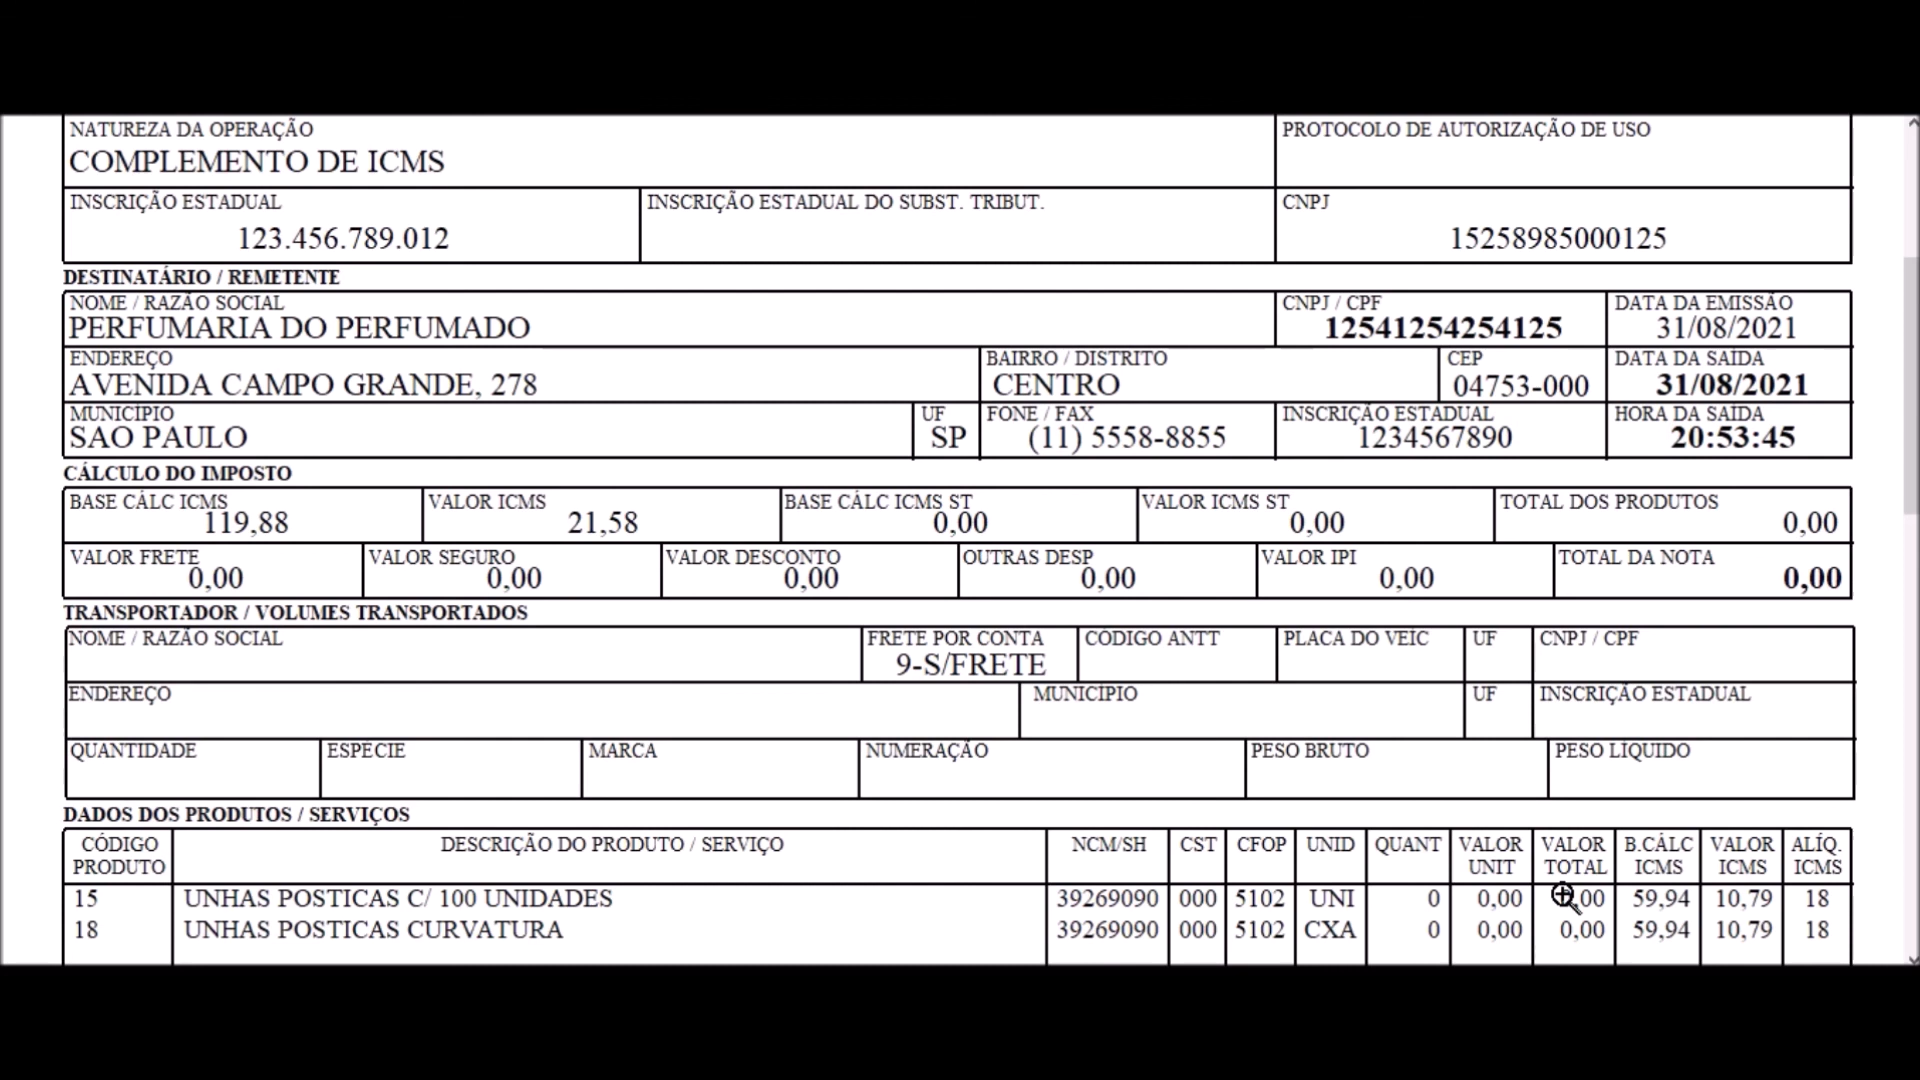 NATUREZA DA OPERAÇÃO PROTOCOLO DE AUTORIZAÇÃO DE USO
COMPLEMENTO DE ICMS
INSCRIÇÃO ESTADUAL INSCRIÇÃO ESTADUAL DO SUBST. TRIBUT. CNPJ
123.456.789.012 15258985000125
DESTINATÁRIO / REMETENTE
NOME / RAZÃO SOCIAL CNPJ / CPF DATA DA EMISSÃO
PERFUMARIA DO PERFUMADO 12541254254125 31/08/2021
ENDEREÇO BAIRRO / DISTRITO CEP DATA DA SAÍDA
AVENIDA CAMPO GRANDE, 278 CENTRO 04753-000 31/08/2021
MUNICÍPIO UF FONE / FAX INSCRIÇÃO ESTADUAL HORA DA SAÍDA
SAO PAULO SP (11) 5558-8855 1234567890 20:53:45
CÁLCULO DO IMPOSTO
BASE CÁLC ICMS VALOR ICMS BASE CÁLC ICMS ST VALOR ICMS ST TOTAL DOS PRODUTOS
119,88 21,58 0,00 0,00 0,00
VALOR FRETE VALOR SEGURO VALOR DESCONTO OUTRAS DESP VALOR IPI TOTAL DA NOTA
0,00 0,00 0,00 0,00 0,00 0,00
TRANSPORTADOR / VOLUMES TRANSPORTADOS
NOME / RAZÃO SOCIAL FRETE POR CONTA CÓDIGO ANTT PLACA DO VEÍC UF CNPJ / CPF
9-S/FRETE
ENDEREÇO MUNICÍPIO UF INSCRIÇÃO ESTADUAL
QUANTIDADE ESPÉCIE MARCA NUMERAÇÃO PESO BRUTO PESO LÍQUIDO
DADOS DOS PRODUTOS / SERVIÇOS
CÓDIGO DESCRIÇÃO DO PRODUTO / SERVIÇO NCM/SH CST CFOP UNID QUANT VALOR VALOR B.CÁLC VALOR ALÍQ.
PRODUTO UNIT TOTAL ICMS ICMS ICMS
15 UNHAS POSTICAS C/ 100 UNIDADES 39269090 000 5102 UNI 0 0,00 0,00 59,94 10,79 18
18 UNHAS POSTICAS CURVATURA 39269090 000 5102 CXA 0 0,00 0,00 59,94 10,79 18